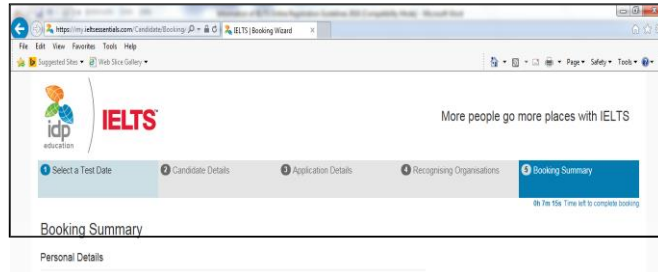 https://my.ieltsessentials.com/Candidate/Booking/
IELTS | Booking Wizard
File Edit View Favorites Tools Help
Suggested Sites Web Slice Gallery
Page Safety Tools
idp
education
IELTS
More people go more places with IELTS
1 Select a Test Date
2 Candidate Details
3 Application Details
4 Recognising Organisations
5 Booking Summary
0h 7m 15s Time left to complete booking
Booking Summary
Personal Details